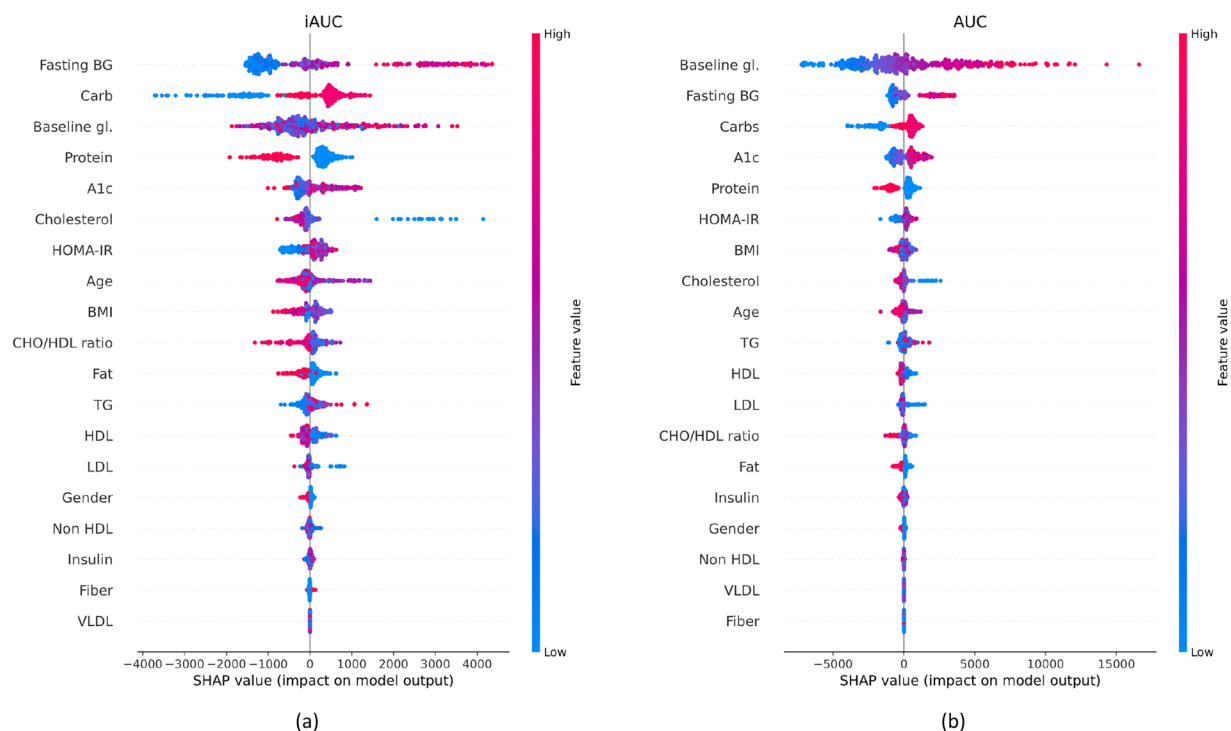 iAUC
High
Fasting BG
Carb
Baseline gl.
Protein
A1c
Cholesterol
HOMA-IR
Age
BMI
CHO/HDL ratio
Fat
TG
HDL
LDL
Gender
Non HDL
Insulin
Fiber
VLDL
Feature value
Low
−4000 −3000 −2000 −1000 0 1000 2000 3000 4000
SHAP value (impact on model output)
(a)
AUC
High
Baseline gl.
Fasting BG
Carbs
A1c
Protein
HOMA-IR
BMI
Cholesterol
Age
TG
HDL
LDL
CHO/HDL ratio
Fat
Insulin
Gender
Non HDL
VLDL
Fiber
Feature value
Low
−5000 0 5000 10000 15000
SHAP value (impact on model output)
(b)